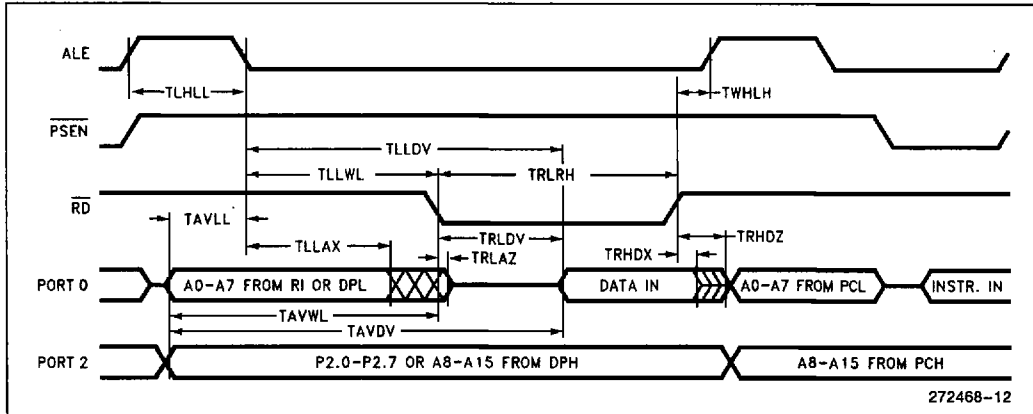 ALE
TLHLL
TWHLH
PSEN
TLLDV
TLLWL
TRLRH
RD
TAVLL
TLLAX
TRLDV
TRLAZ
TRHDX
TRHDZ
PORT 0
A0-A7 FROM RI OR DPL
DATA IN
A0-A7 FROM PCL
INSTR. IN
TAVWL
TAVDV
PORT 2
P2.0-P2.7 OR A8-A15 FROM DPH
A8-A15 FROM PCH
272468-12